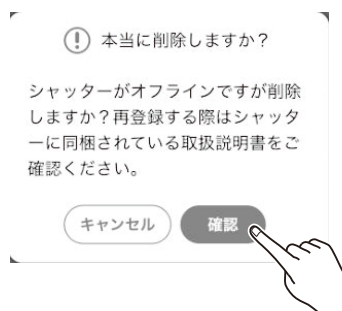 本当に削除しますか？
シャッターがオフラインですが削除
しますか？再登録する際はシャッタ
ーに同梱されている取扱説明書をご
確認ください。
キャンセル 確認